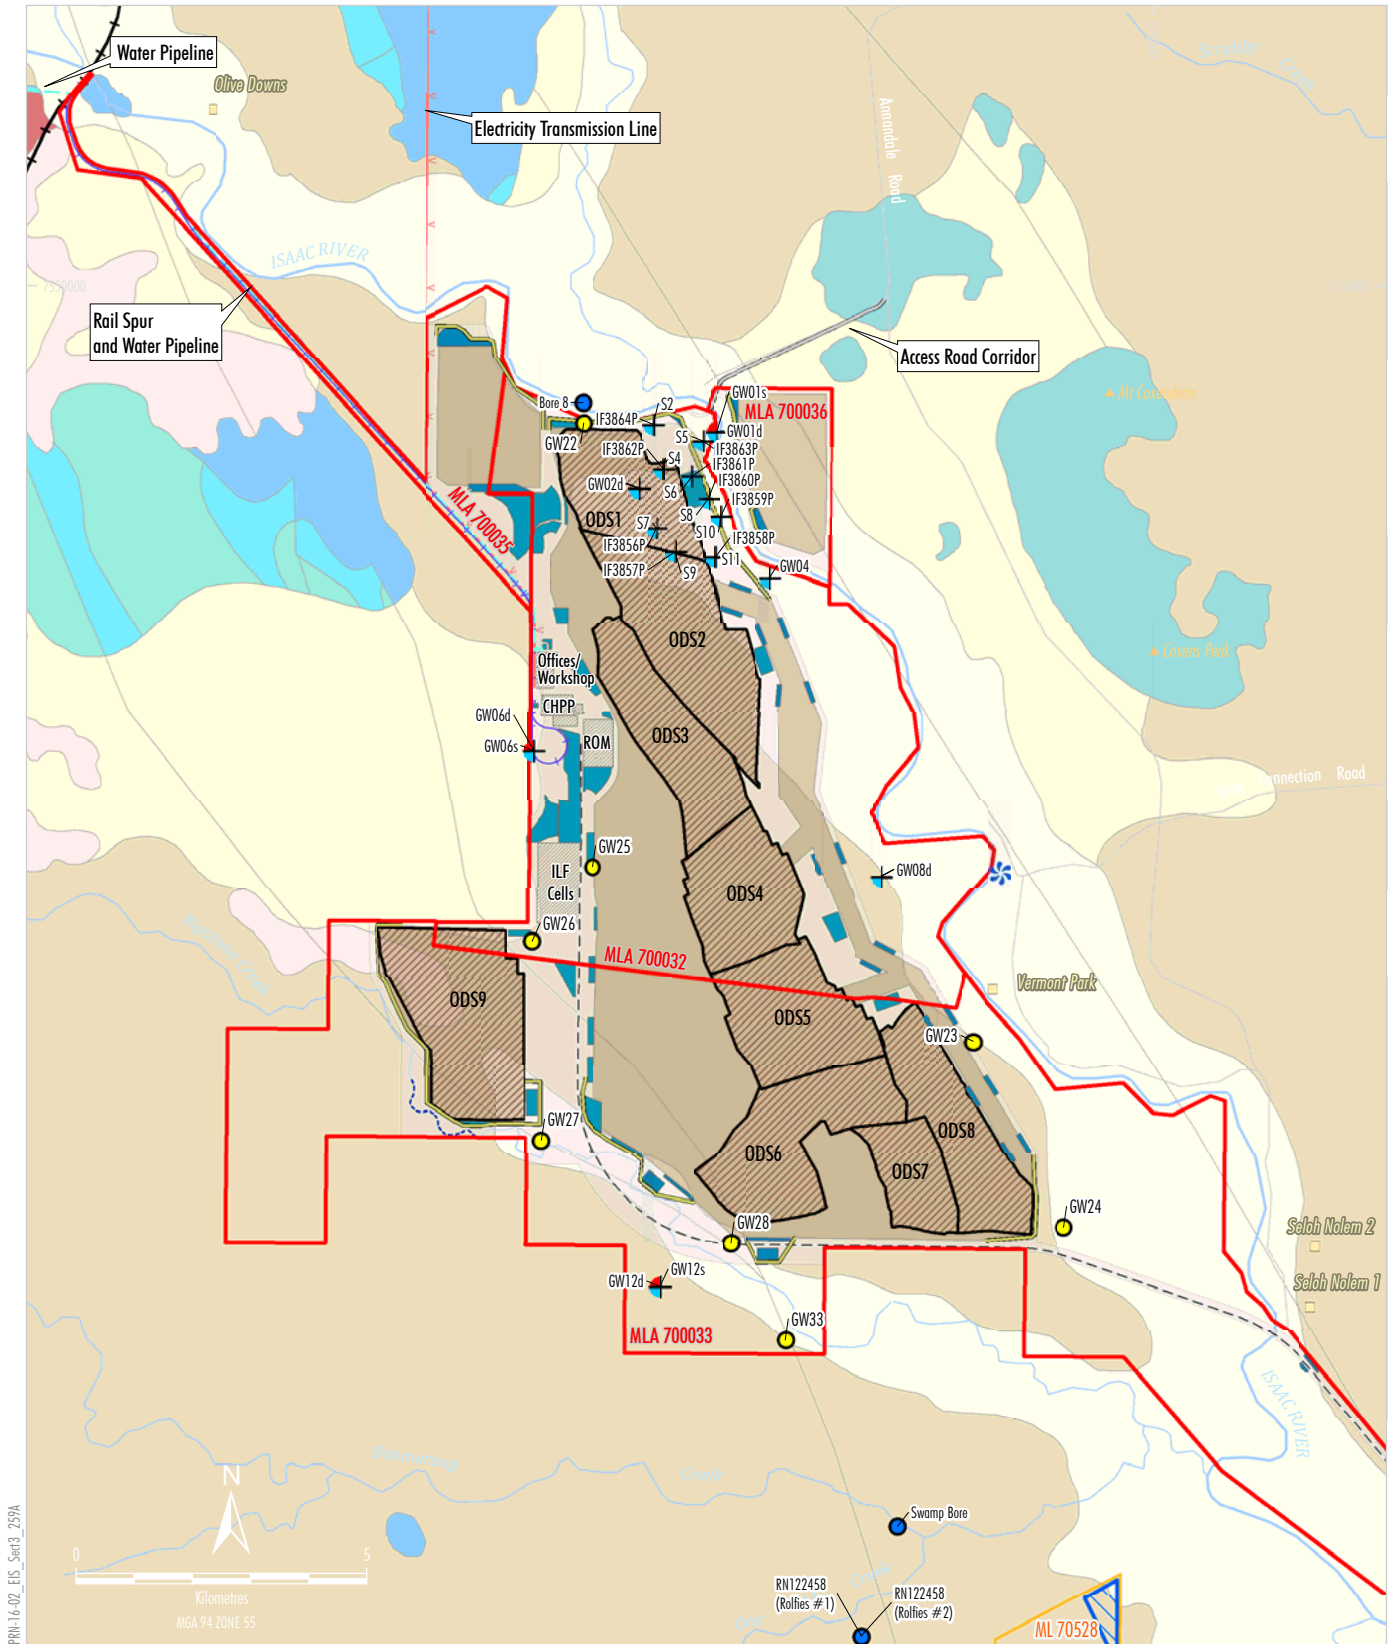 Water Pipeline
Olive Downs
Electricity Transmission Line
Annandale Road
ISAAC RIVER
7550000
Rail Spur
and Water Pipeline
Access Road Corridor
Mt Coxendean
Bore 8
GW22
IF3864P
S2
GW01s
MLA 700036
GW01d
S5
IF3863P
IF3862P
S4
IF3861P
IF3860P
GW02d
S6
IF3859P
S8
MLA 700035
ODS1
S7
S10
IF3858P
IF3856P
S11
IF3857P
S9
GW04
ODS2
Coxens Peak
Offices/
Workshop
CHPP
GW06d
GW06s
ROM
ODS3
Connection Road
GW25
ILF
Cells
GW08d
ODS4
GW26
MLA 700032
Vermont Park
ODS9
ODS5
GW23
GW27
ODS8
ODS6
ODS7
GW28
GW24
Seloh Nolem 2
GW12s
GW12d
Seloh Nolem 1
GW33
MLA 700033
ISAAC RIVER
Creek
N
Swamp Bore
0 5
Kilometres
MGA 94 ZONE 55
RN122458
(Rolfies #1)
RN122458
(Rolfies #2)
Creek
ML 70528
PRN-16-02_EIS_Sect3_259A